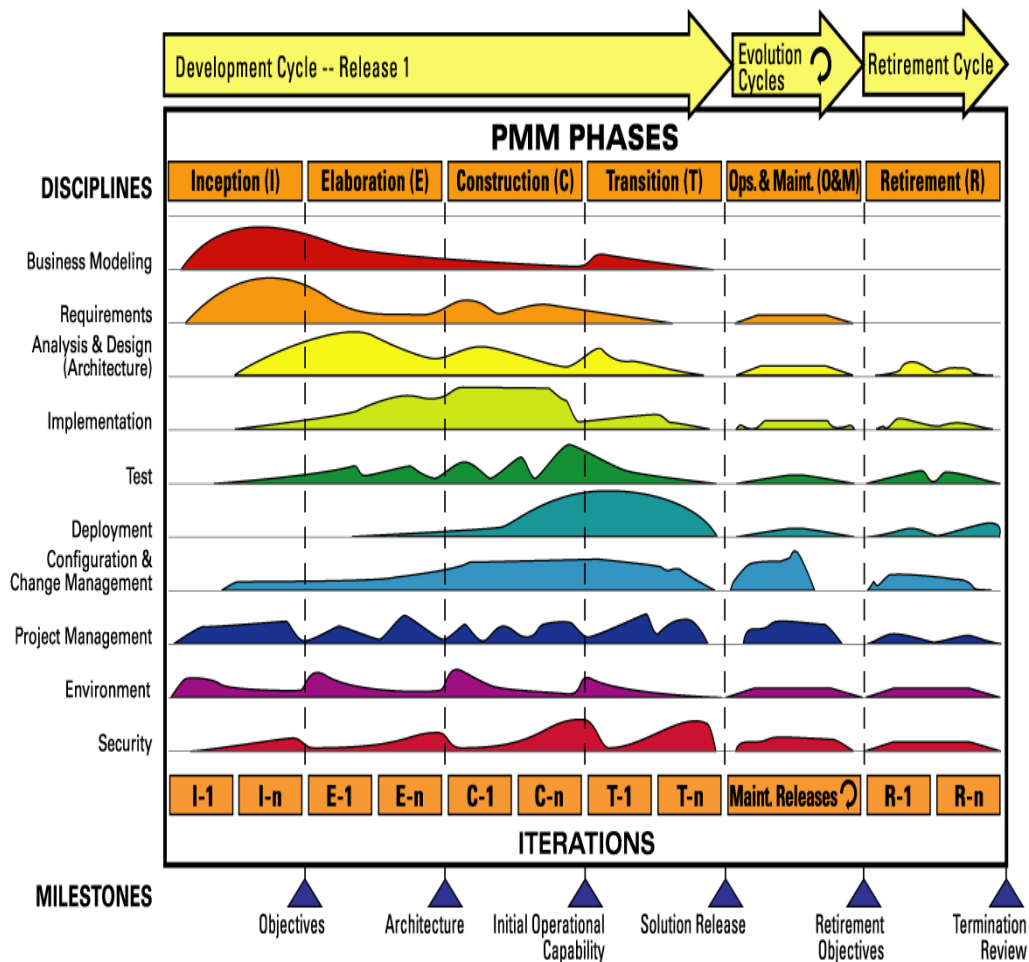 Development Cycle -- Release 1
Evolution
Cycles
Retirement Cycle
PMM PHASES
DISCIPLINES
Inception (I)
Elaboration (E)
Construction (C)
Transition (T)
Ops. & Maint. (O&M)
Retirement (R)
Business Modeling
Requirements
Analysis & Design
(Architecture)
Implementation
Test
Deployment
Configuration &
Change Management
Project Management
Environment
Security
I-1
I-n
E-1
E-n
C-1
C-n
T-1
T-n
Maint. Releases
R-1
R-n
ITERATIONS
MILESTONES
Objectives
Architecture
Initial Operational
Capability
Solution Release
Retirement
Objectives
Termination
Review